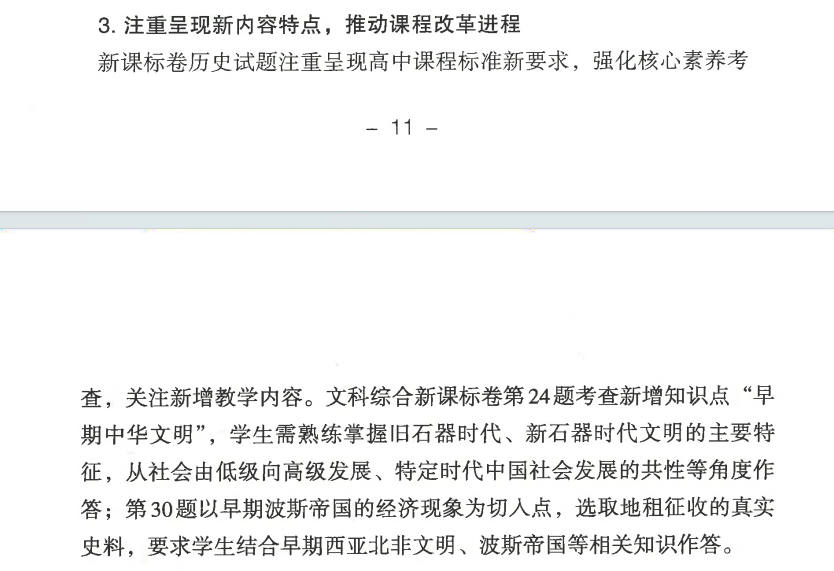 3. 注重呈现新内容特点，推动课程改革进程
新课标卷历史试题注重呈现高中课程标准新要求，强化核心素养考
– 11 –
查，关注新增教学内容。文科综合新课标卷第24题考查新增知识点“早
期中华文明”，学生需熟练掌握旧石器时代、新石器时代文明的主要特
征，从社会由低级向高级发展、特定时代中国社会发展的共性等角度作
答；第30题以早期波斯帝国的经济现象为切入点，选取地租征收的真实
史料，要求学生结合早期西亚北非文明、波斯帝国等相关知识作答。